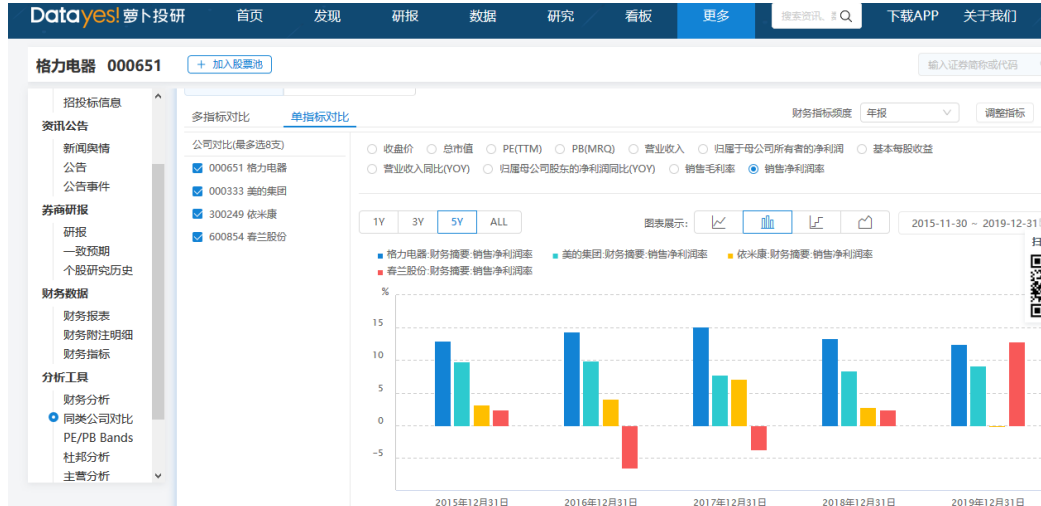 Datayes!萝卜投研 首页 发现 研报 数据 研究 看板 更多 搜索资讯、 下载APP 关于我们
格力电器 000651 + 加入股票池 输入证券简称或代码
招投标信息
资讯公告
新闻舆情
公告
公告事件
券商研报
研报
一致预期
个股研究历史
财务数据
财务报表
财务附注明细
财务指标
分析工具
财务分析
同类公司对比
PE/PB Bands
杜邦分析
主营分析
多指标对比 单指标对比 财务指标频度 年报 调整指标
公司对比(最多选8支)
000651 格力电器
000333 美的集团
300249 依米康
600854 春兰股份
收盘价 总市值 PE(TTM) PB(MRQ) 营业收入 归属于母公司所有者的净利润 基本每股收益
营业收入同比(YOY) 归属母公司股东的净利润同比(YOY) 销售毛利率 销售净利润率
1Y 3Y 5Y ALL 图表展示: 2015-11-30 ~ 2019-12-31
扫
格力电器:财务摘要:销售净利润率 美的集团:财务摘要:销售净利润率 依米康:财务摘要:销售净利润率
春兰股份:财务摘要:销售净利润率
%
15
10
5
0
-5
2015年12月31日 2016年12月31日 2017年12月31日 2018年12月31日 2019年12月31日